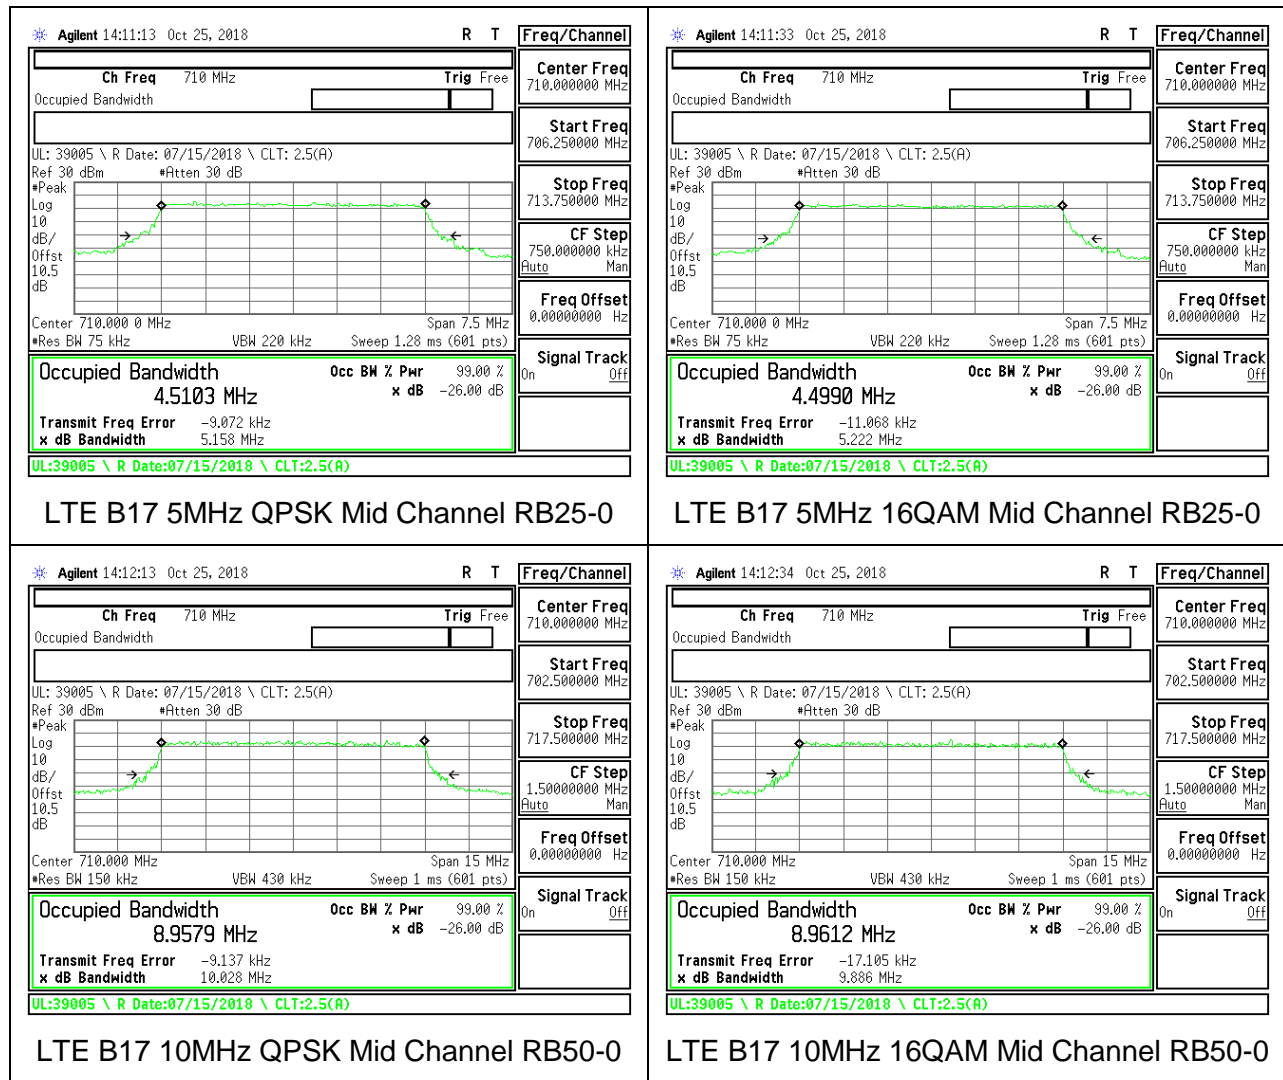 Agilent 14:11:13 Oct 25, 2018 R T Freq/Channel
Ch Freq 710 MHz Trig Free
Occupied Bandwidth
Center Freq
710.000000 MHz
Start Freq
706.250000 MHz
Stop Freq
713.750000 MHz
CF Step
750.000000 kHz
Auto Man
Freq Offset
0.00000000 Hz
Signal Track
On Off
UL: 39005 \ R Date: 07/15/2018 \ CLT: 2.5(A)
Ref 30 dBm #Atten 30 dB
#Peak
Log
10
dB/
Offst
10.5
dB
Center 710.000 0 MHz Span 7.5 MHz
#Res BW 75 kHz VBW 220 kHz Sweep 1.28 ms (601 pts)
Occupied Bandwidth Occ BW % Pwr 99.00 %
4.5103 MHz x dB -26.00 dB
Transmit Freq Error -9.072 kHz
x dB Bandwidth 5.158 MHz
UL:39005 \ R Date:07/15/2018 \ CLT:2.5(A)
LTE B17 5MHz QPSK Mid Channel RB25-0
Agilent 14:11:33 Oct 25, 2018 R T Freq/Channel
Ch Freq 710 MHz Trig Free
Occupied Bandwidth
Center Freq
710.000000 MHz
Start Freq
706.250000 MHz
Stop Freq
713.750000 MHz
CF Step
750.000000 kHz
Auto Man
Freq Offset
0.00000000 Hz
Signal Track
On Off
UL: 39005 \ R Date: 07/15/2018 \ CLT: 2.5(A)
Ref 30 dBm #Atten 30 dB
#Peak
Log
10
dB/
Offst
10.5
dB
Center 710.000 0 MHz Span 7.5 MHz
#Res BW 75 kHz VBW 220 kHz Sweep 1.28 ms (601 pts)
Occupied Bandwidth Occ BW % Pwr 99.00 %
4.4990 MHz x dB -26.00 dB
Transmit Freq Error -11.068 kHz
x dB Bandwidth 5.222 MHz
UL:39005 \ R Date:07/15/2018 \ CLT:2.5(A)
LTE B17 5MHz 16QAM Mid Channel RB25-0
Agilent 14:12:13 Oct 25, 2018 R T Freq/Channel
Ch Freq 710 MHz Trig Free
Occupied Bandwidth
Center Freq
710.000000 MHz
Start Freq
702.500000 MHz
Stop Freq
717.500000 MHz
CF Step
1.50000000 MHz
Auto Man
Freq Offset
0.00000000 Hz
Signal Track
On Off
UL: 39005 \ R Date: 07/15/2018 \ CLT: 2.5(A)
Ref 30 dBm #Atten 30 dB
#Peak
Log
10
dB/
Offst
10.5
dB
Center 710.000 MHz Span 15 MHz
#Res BW 150 kHz VBW 430 kHz Sweep 1 ms (601 pts)
Occupied Bandwidth Occ BW % Pwr 99.00 %
8.9579 MHz x dB -26.00 dB
Transmit Freq Error -9.137 kHz
x dB Bandwidth 10.028 MHz
UL:39005 \ R Date:07/15/2018 \ CLT:2.5(A)
LTE B17 10MHz QPSK Mid Channel RB50-0
Agilent 14:12:34 Oct 25, 2018 R T Freq/Channel
Ch Freq 710 MHz Trig Free
Occupied Bandwidth
Center Freq
710.000000 MHz
Start Freq
702.500000 MHz
Stop Freq
717.500000 MHz
CF Step
1.50000000 MHz
Auto Man
Freq Offset
0.00000000 Hz
Signal Track
On Off
UL: 39005 \ R Date: 07/15/2018 \ CLT: 2.5(A)
Ref 30 dBm #Atten 30 dB
#Peak
Log
10
dB/
Offst
10.5
dB
Center 710.000 MHz Span 15 MHz
#Res BW 150 kHz VBW 430 kHz Sweep 1 ms (601 pts)
Occupied Bandwidth Occ BW % Pwr 99.00 %
8.9612 MHz x dB -26.00 dB
Transmit Freq Error -17.105 kHz
x dB Bandwidth 9.886 MHz
UL:39005 \ R Date:07/15/2018 \ CLT:2.5(A)
LTE B17 10MHz 16QAM Mid Channel RB50-0